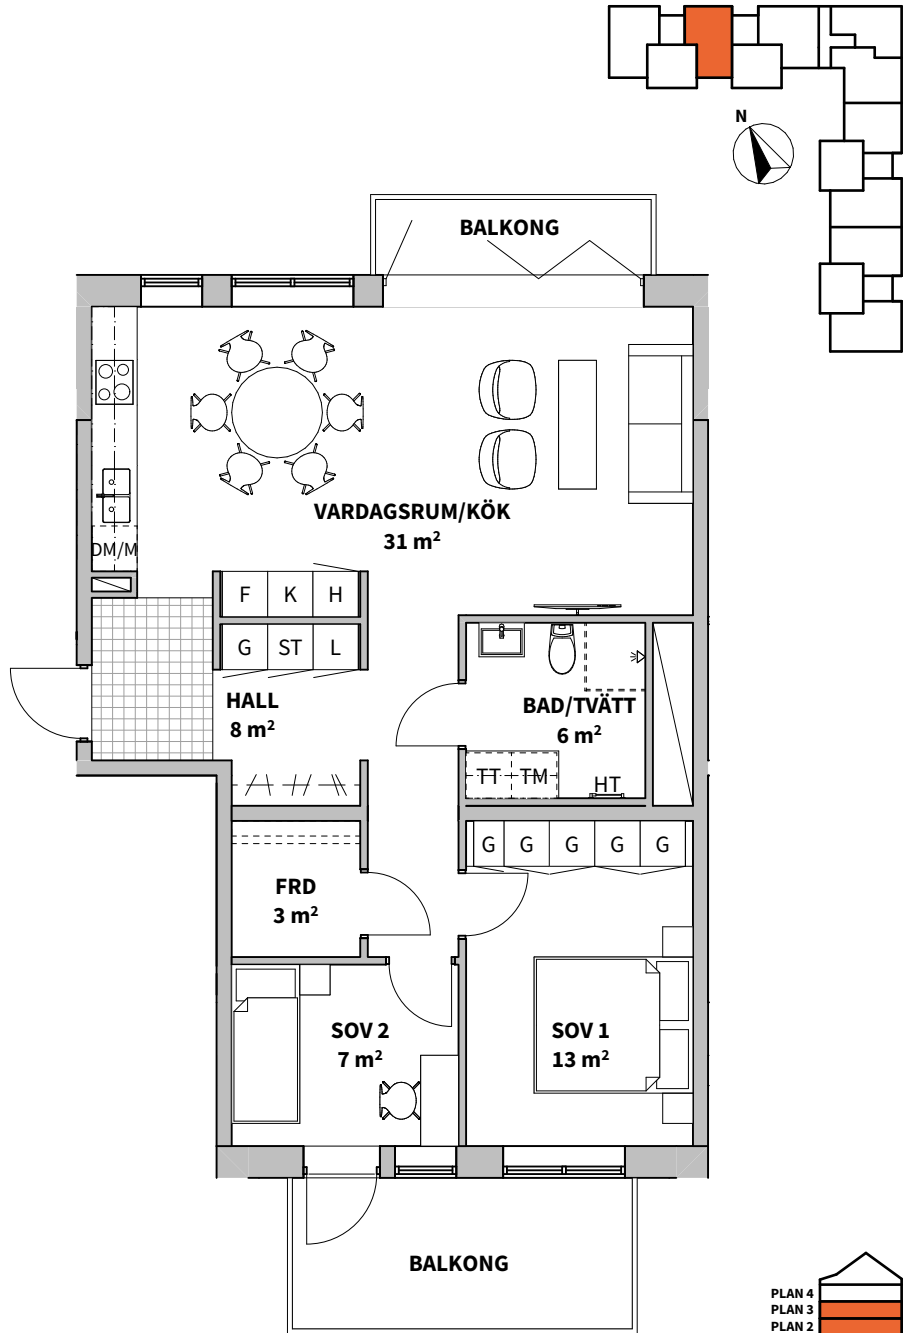 N
BALKONG
VARDAGSRUM/KÖK
31 m²
DM/M
F K H
G ST L
HALL
8 m²
BAD/TVÄTT
6 m²
TT TM
HT
G G G G G
FRD
3 m²
SOV 2
7 m²
SOV 1
13 m²
BALKONG
PLAN 4
PLAN 3
PLAN 2